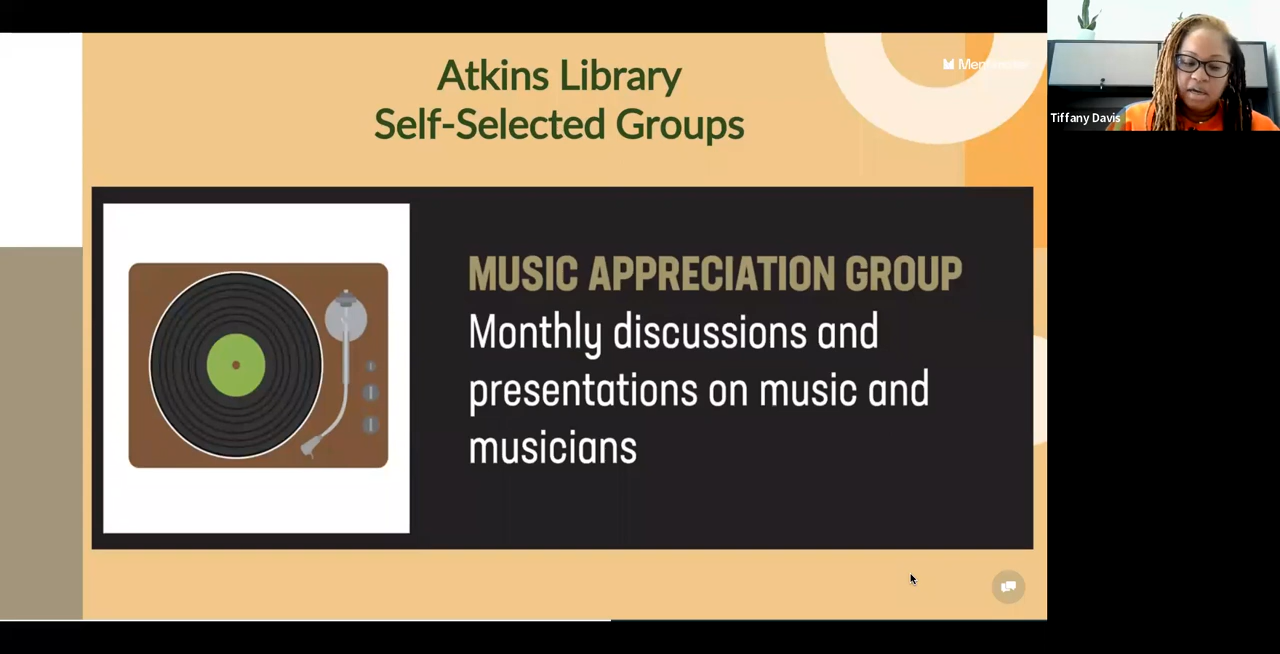 Atkins Library
Self-Selected Groups
Tiffany Davis
MUSIC APPRECIATION GROUP
Monthly discussions and
presentations on music and
musicians